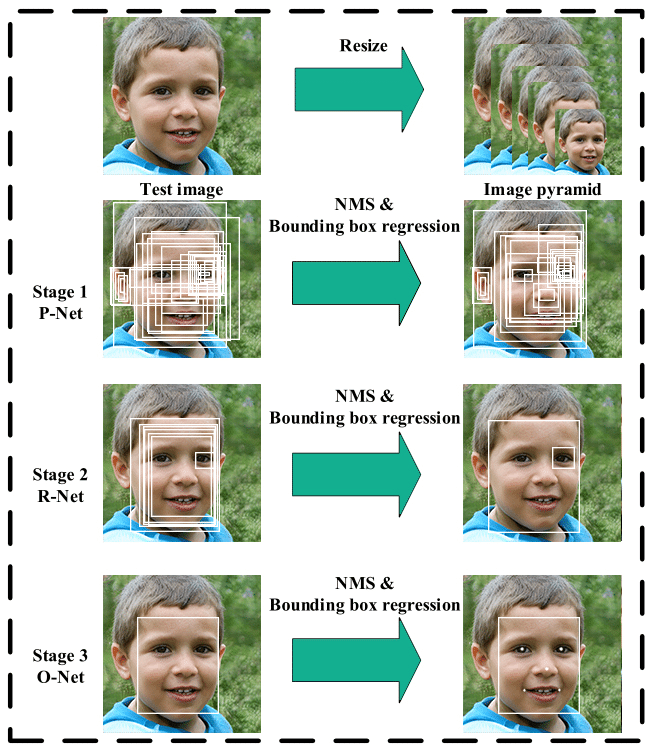 Resize
Test image
Image pyramid
NMS &
Bounding box regression
Stage 1
P-Net
NMS &
Bounding box regression
Stage 2
R-Net
NMS &
Bounding box regression
Stage 3
O-Net